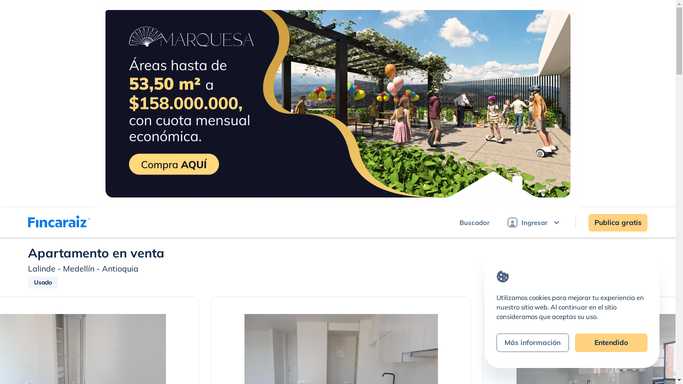 MARQUESA
Áreas hasta de
53,50 m² a
$158.000.000,
con cuota mensual
económica.
Compra AQUÍ
Fincaraiz
Buscador
Ingresar
Publica gratis
Apartamento en venta
Lalinde - Medellín - Antioquia
Usado
Utilizamos cookies para mejorar tu experiencia en
nuestro sitio web. Al continuar en el sitio
consideramos que aceptas su uso.
Más información
Entendido